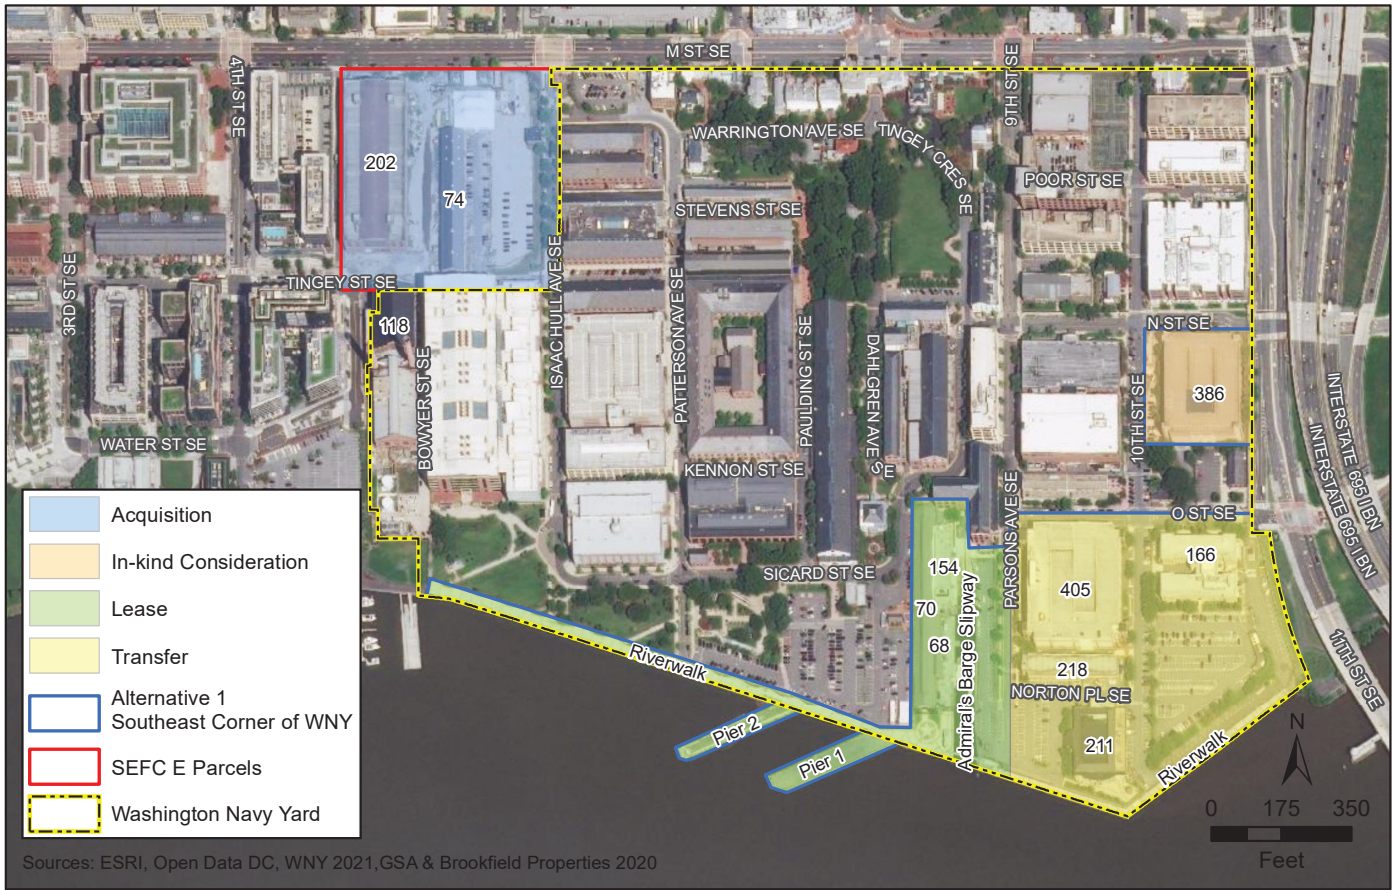 M ST SE
4TH ST SE
9TH ST SE
WARRINGTON AVE SE
TINGEY CRES SE
202
74
POOR ST SE
STEVENS ST SE
3RD ST SE
TINGEY ST SE
ISAAC HULL AVE SE
PATTERSON AVE SE
PAULDING ST SE
DAHLGREN AVE SE
118
BOWYER ST SE
N ST SE
386
10TH ST SE
INTERSTATE 695 I BN
INTERSTATE 695 I BN
WATER ST SE
KENNON ST SE
PARSONS AVE SE
O ST SE
SICARD ST SE
154
70
68
Admiral's Barge Slipway
405
166
218
NORTON PL SE
211
11TH ST SE
Riverwalk
Riverwalk
Pier 2
Pier 1
Acquisition
In-kind Consideration
Lease
Transfer
Alternative 1
Southeast Corner of WNY
SEFC E Parcels
Washington Navy Yard
N
0 175 350
Feet
Sources: ESRI, Open Data DC, WNY 2021,GSA & Brookfield Properties 2020